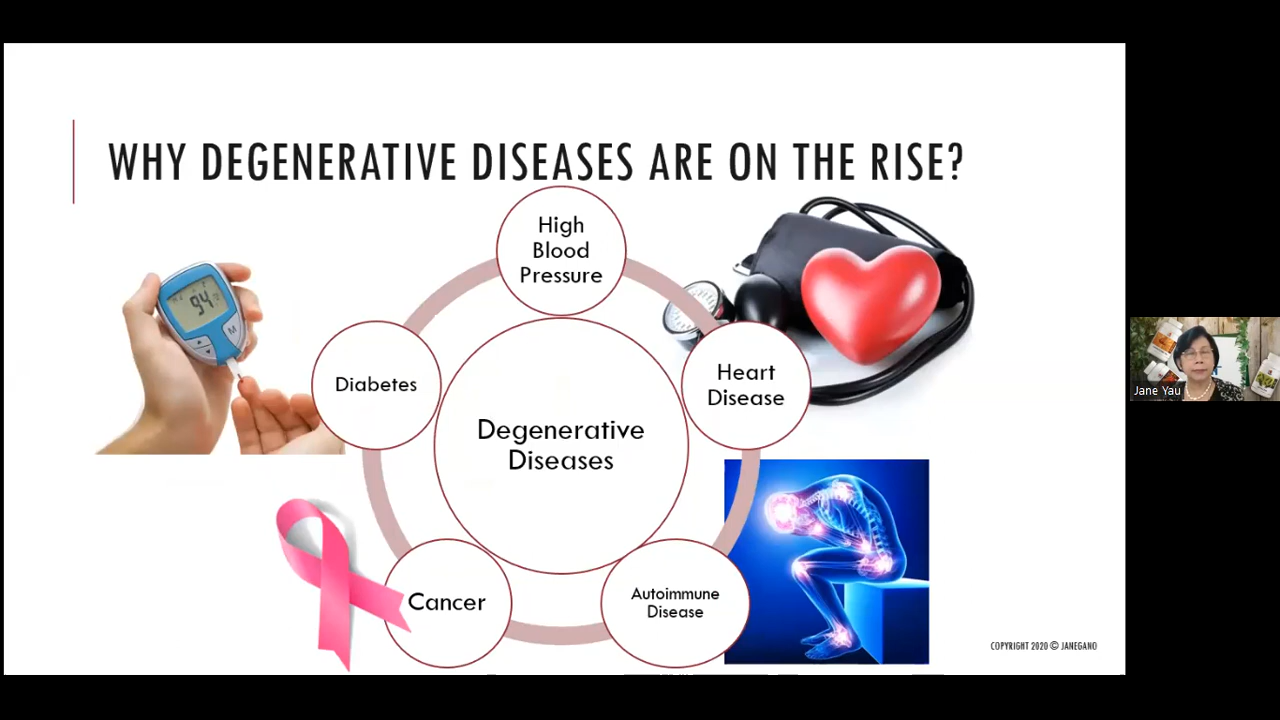 WHY DEGENERATIVE DISEASES ARE ON THE RISE?
High
Blood
Pressure
94
M
Diabetes
Heart
Disease
Degenerative
Diseases
Cancer
Autoimmune
Disease
COPYRIGHT 2020 © JANEGANO
Jane Yau